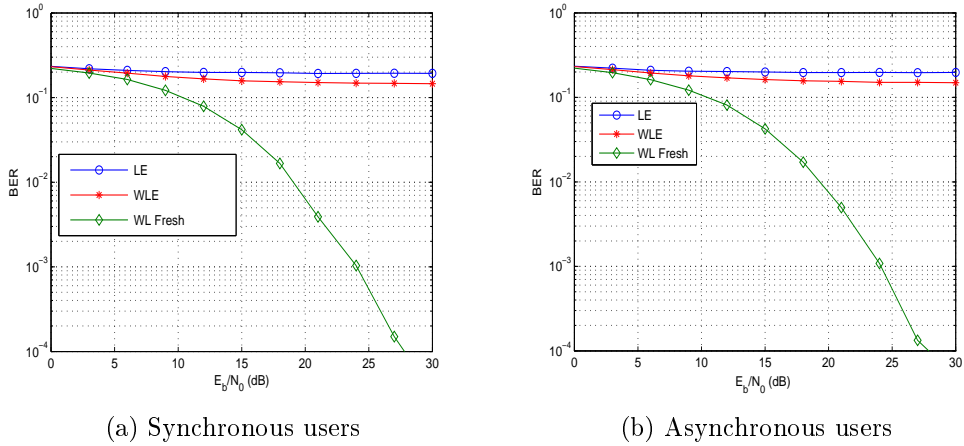 10^0
10^-1
10^-2
10^-3
10^-4
BER
LE
WLE
WL Fresh
0 5 10 15 20 25 30
E_b/N_0 (dB)
(a) Synchronous users
10^0
10^-1
10^-2
10^-3
10^-4
BER
LE
WLE
WL Fresh
0 5 10 15 20 25 30
E_b/N_0 (dB)
(b) Asynchronous users